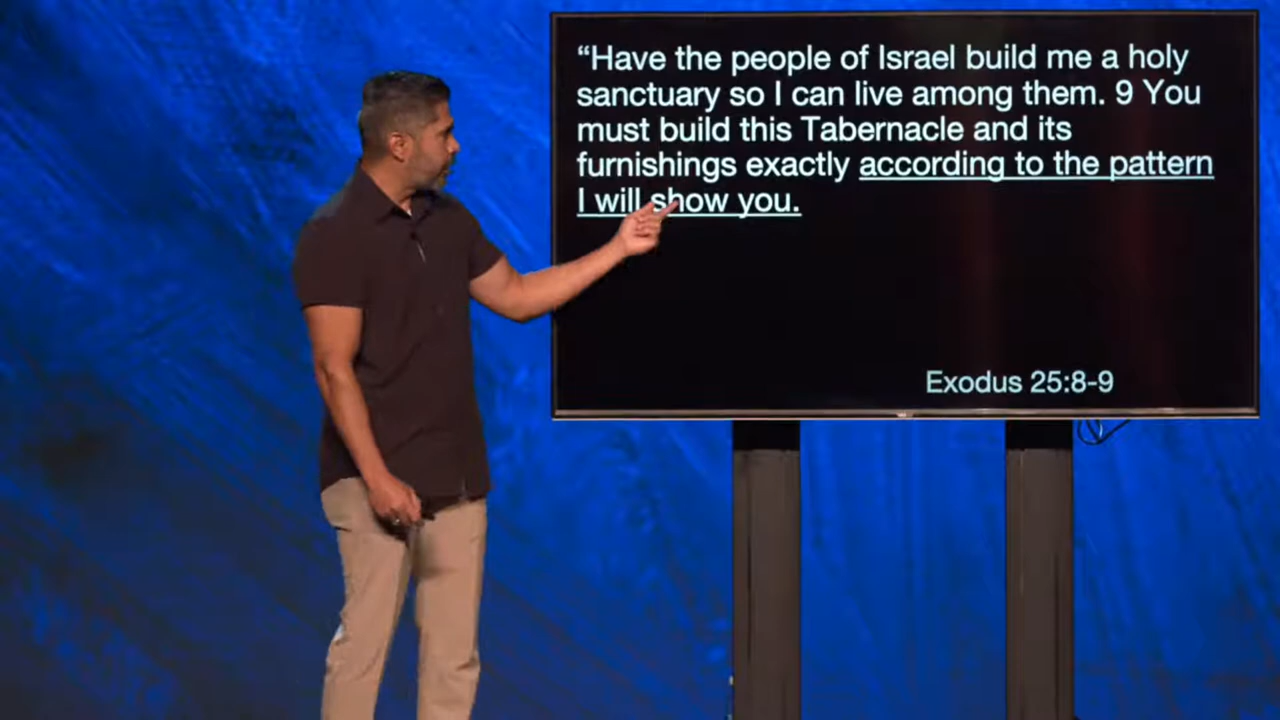 “Have the people of Israel build me a holy
sanctuary so I can live among them. 9 You
must build this Tabernacle and its
furnishings exactly according to the pattern
I will show you.
Exodus 25:8-9